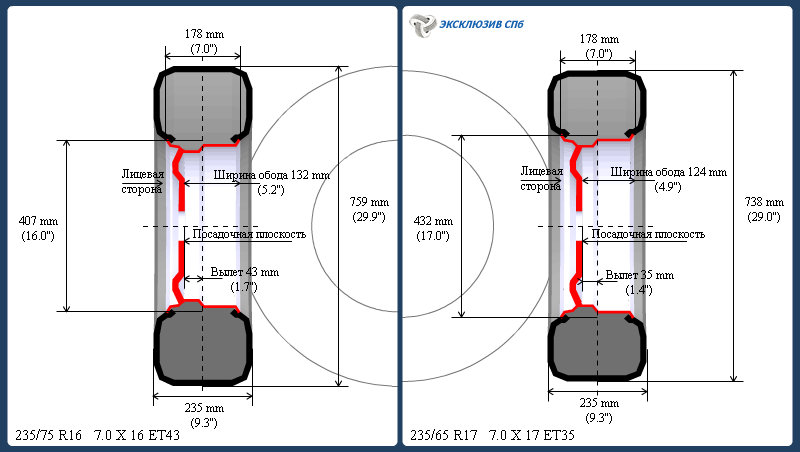 178 mm
(7.0")
Лицевая
сторона
Ширина обода 132 mm
(5.2")
407 mm
(16.0")
759 mm
(29.9")
Посадочная плоскость
Вылет 43 mm
(1.7")
235 mm
(9.3")
235/75 R16 7.0 X 16 ET43
ЭКСКЛЮЗИВ СПб
178 mm
(7.0")
Лицевая
сторона
Ширина обода 124 mm
(4.9")
432 mm
(17.0")
738 mm
(29.0")
Посадочная плоскость
Вылет 35 mm
(1.4")
235 mm
(9.3")
235/65 R17 7.0 X 17 ET35